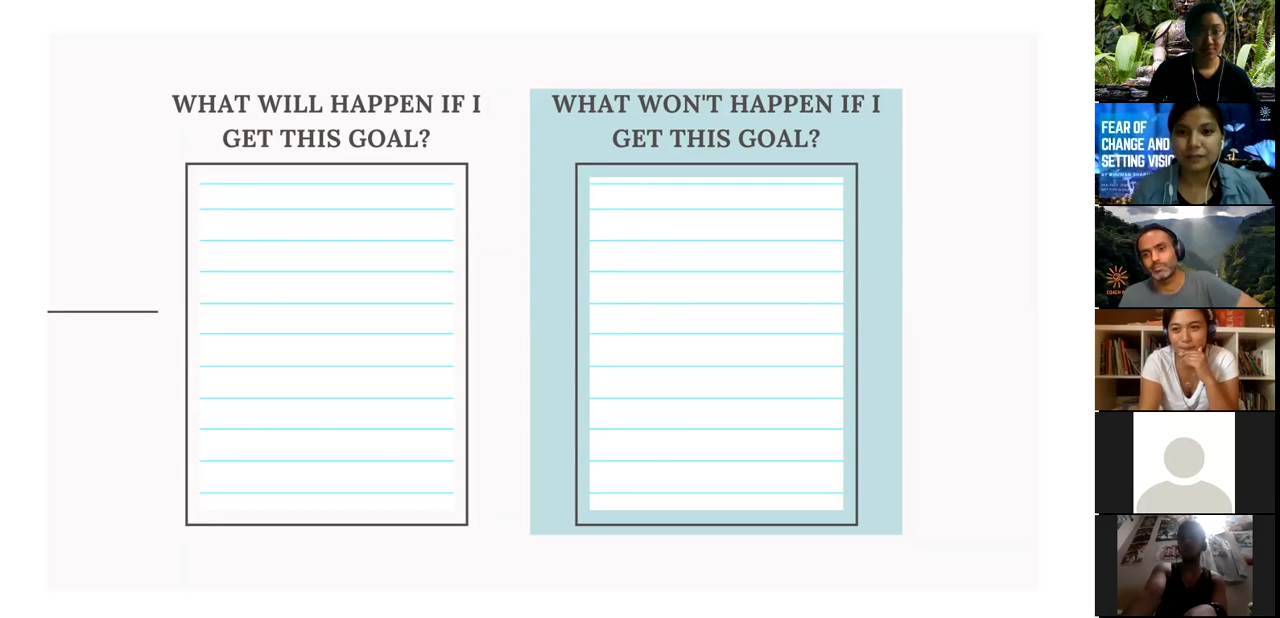 WHAT WILL HAPPEN IF I
GET THIS GOAL?
WHAT WON'T HAPPEN IF I
GET THIS GOAL?
FEAR OF
CHANGE AND
SETTING
COACH